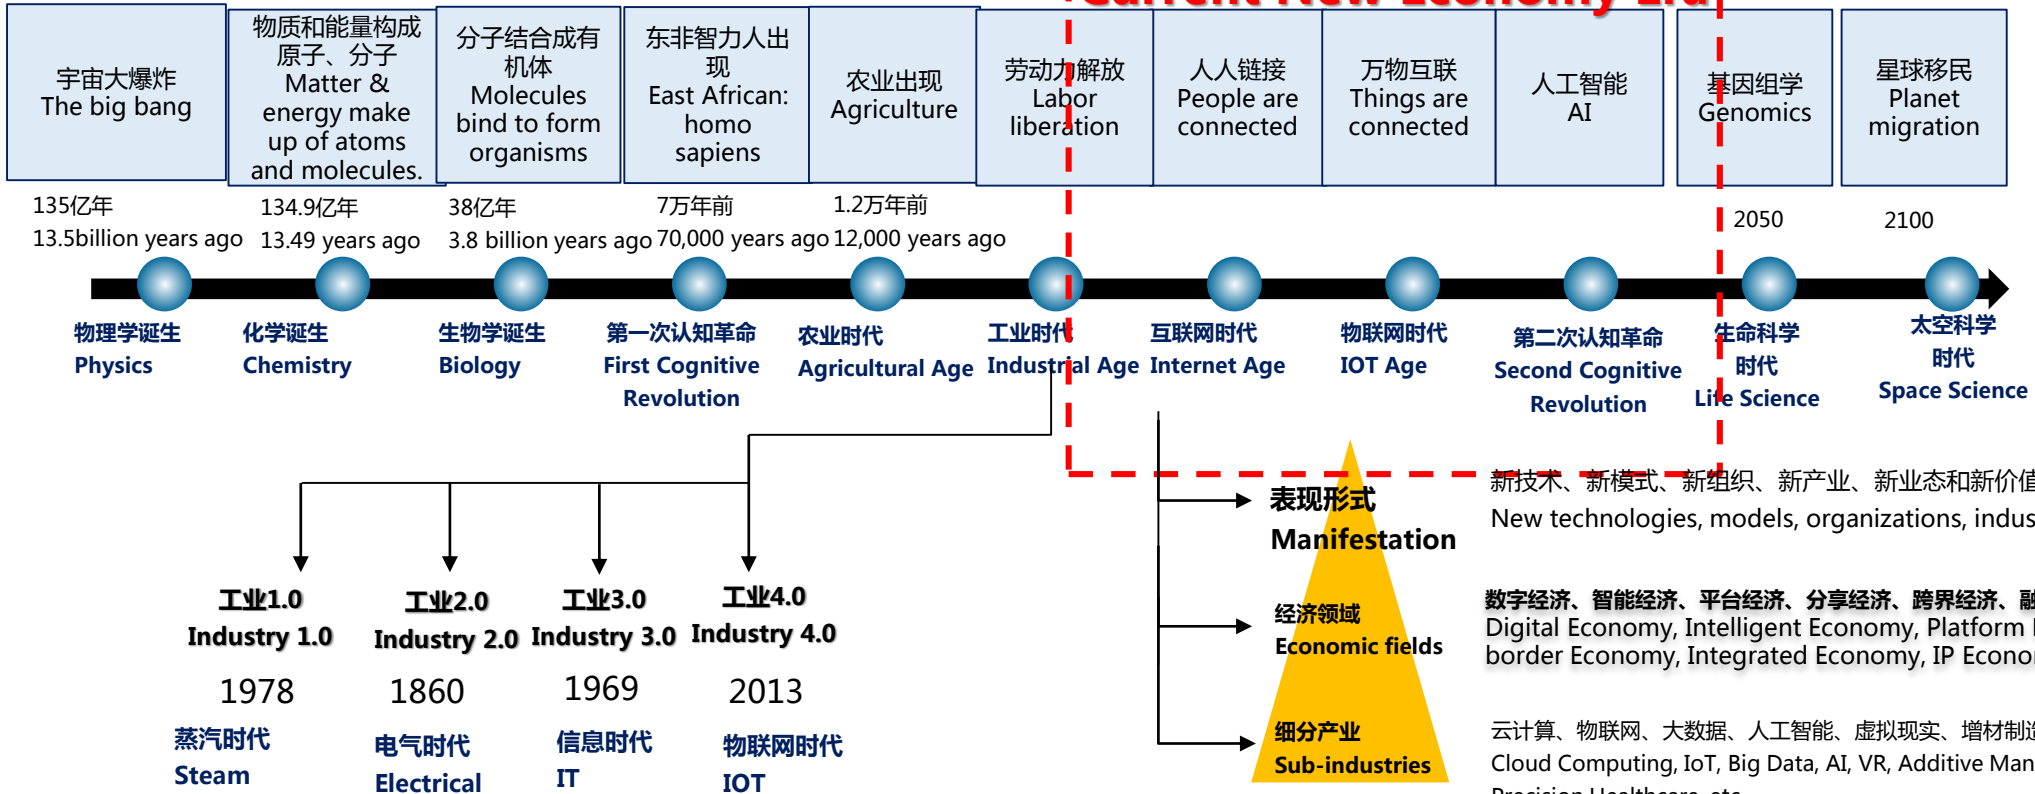 Current New Economy Era
宇宙大爆炸
The big bang
物质和能量构成
原子、分子
Matter &
energy make
up of atoms
and molecules.
分子结合成有
机体
Molecules
bind to form
organisms
东非智力人出
现
East African:
homo
sapiens
农业出现
Agriculture
劳动力解放
Labor
liberation
人人链接
People are
connected
万物互联
Things are
connected
人工智能
AI
基因组学
Genomics
星球移民
Planet
migration
135亿年
13.5billion years ago
134.9亿年
13.49 years ago
38亿年
3.8 billion years ago
7万年前
70,000 years ago
1.2万年前
12,000 years ago
2050
2100
物理学诞生
Physics
化学诞生
Chemistry
生物学诞生
Biology
第一次认知革命
First Cognitive
Revolution
农业时代
Agricultural Age
工业时代
Industrial Age
互联网时代
Internet Age
物联网时代
IOT Age
第二次认知革命
Second Cognitive
Revolution
生命科学
时代
Life Science
太空科学
时代
Space Science
工业1.0
Industry 1.0
1978
蒸汽时代
Steam
工业2.0
Industry 2.0
1860
电气时代
Electrical
工业3.0
Industry 3.0
1969
信息时代
IT
工业4.0
Industry 4.0
2013
物联网时代
IOT
表现形式
Manifestation
新技术、新模式、新组织、新产业、新业态和新价值
New technologies, models, organizations, indus
经济领域
Economic fields
数字经济、智能经济、平台经济、分享经济、跨界经济、融
Digital Economy, Intelligent Economy, Platform
border Economy, Integrated Economy, IP Econo
细分产业
Sub-industries
云计算、物联网、大数据、人工智能、虚拟现实、增材制造
Cloud Computing, IoT, Big Data, AI, VR, Additive Man
Precision Healthcare, etc